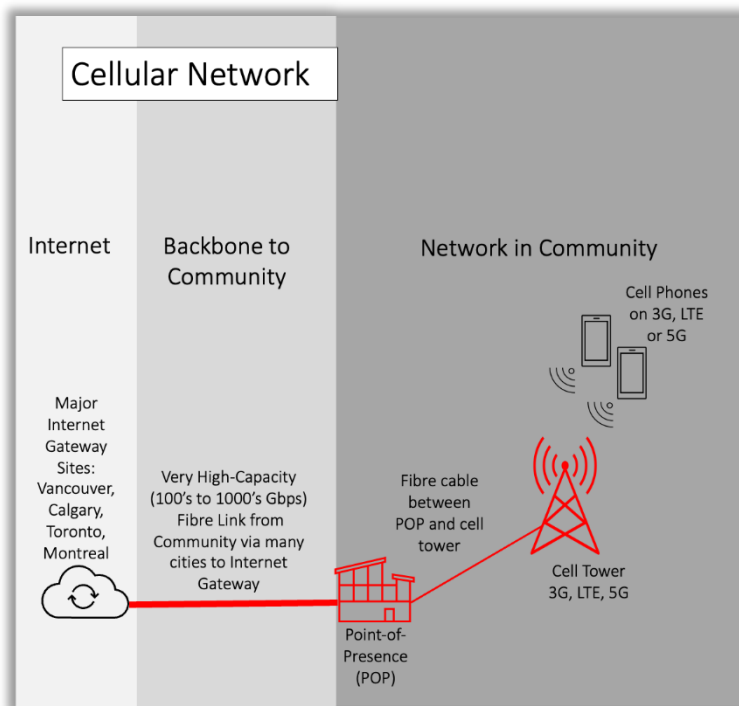 Cellular Network
Internet
Backbone to
Community
Network in Community
Cell Phones
on 3G, LTE
or 5G
Major
Internet
Gateway
Sites:
Vancouver,
Calgary,
Toronto,
Montreal
Very High-Capacity
(100's to 1000's Gbps)
Fibre Link from
Community via many
cities to Internet
Gateway
Fibre cable
between
POP and cell
tower
Cell Tower
3G, LTE, 5G
Point-of-
Presence
(POP)